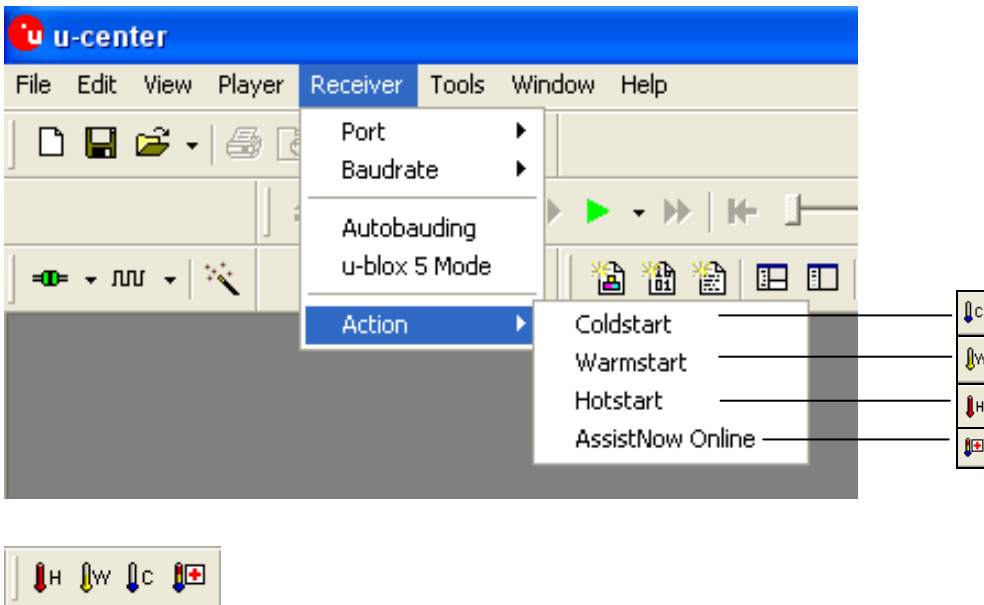 u u-center
File Edit View Player Receiver Tools Window Help
Port
Baudrate
Autobauding
u-blox 5 Mode
Action
Coldstart C
Warmstart W
Hotstart H
AssistNow Online
H W C